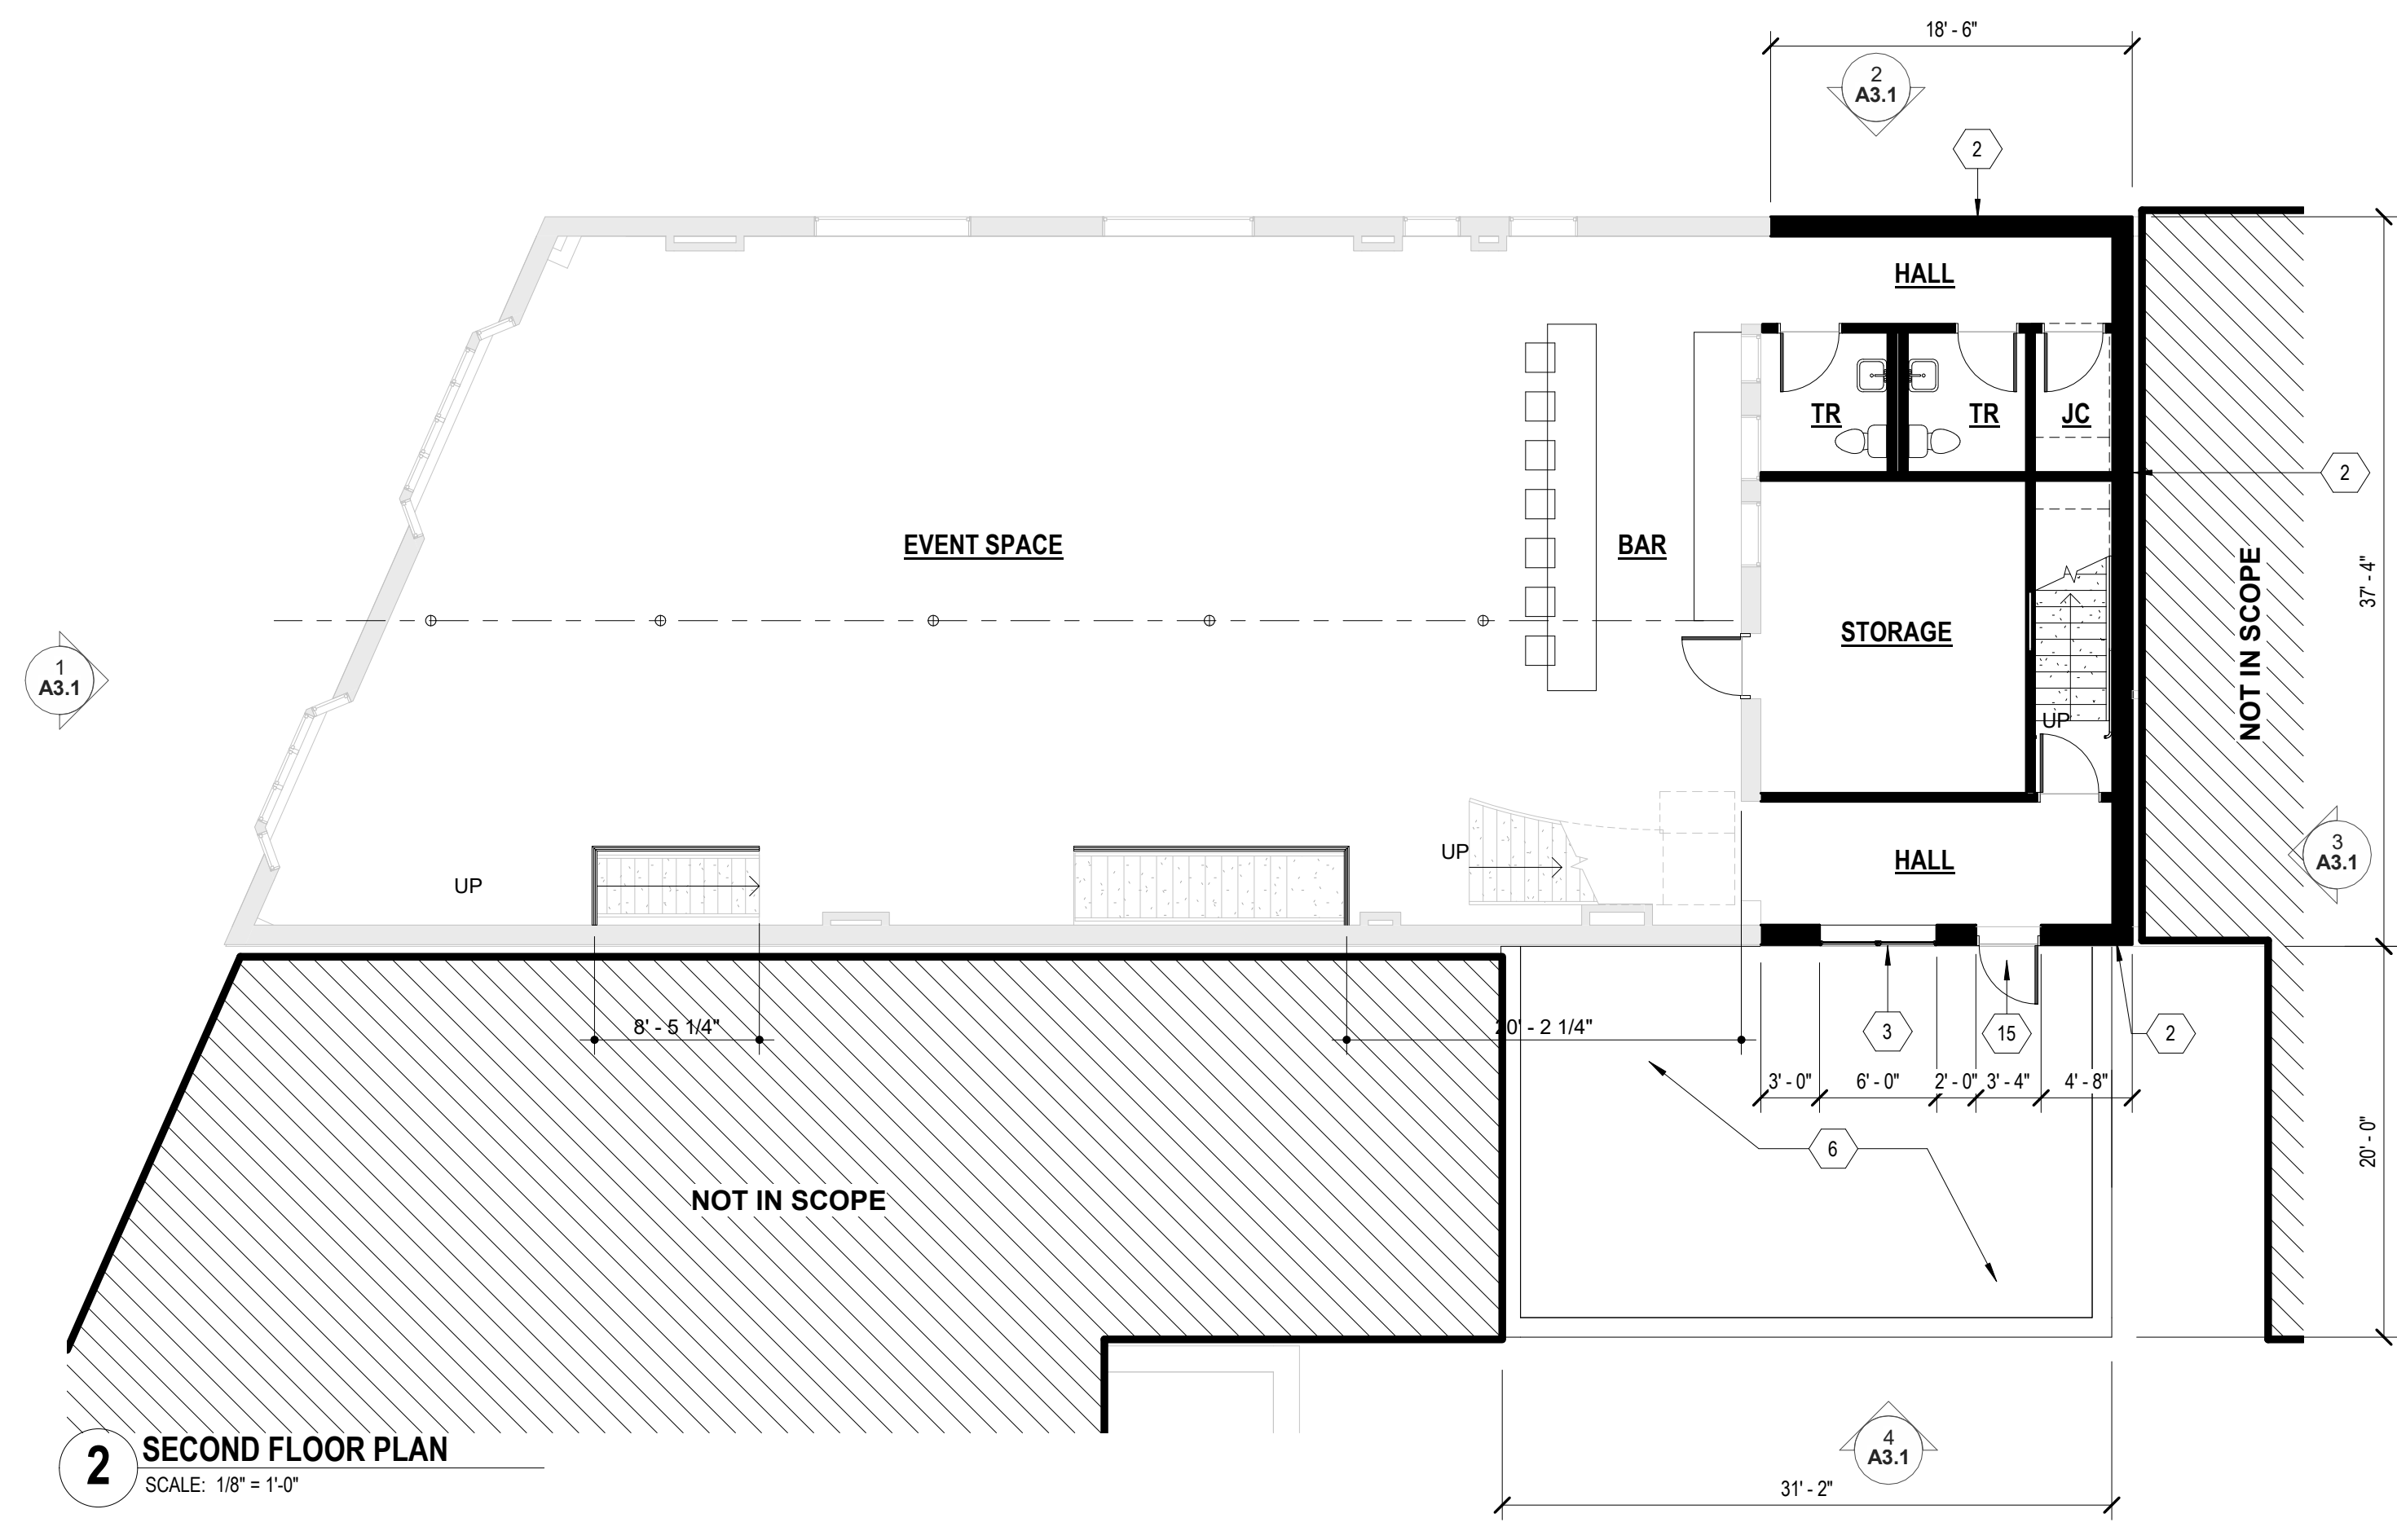 18' - 6"
2
A3.1
2
HALL
TR
TR
JC
2
EVENT SPACE
BAR
NOT IN SCOPE
37' - 4"
STORAGE
1
A3.1
UP
3
A3.1
UP
HALL
UP
8' - 5 1/4"
20' - 2 1/4"
3
15
2
3' - 0"
6' - 0"
2' - 0"
3' - 4"
4' - 8"
6
20' - 0"
NOT IN SCOPE
4
A3.1
2
SECOND FLOOR PLAN
SCALE: 1/8" = 1'-0"
31' - 2"